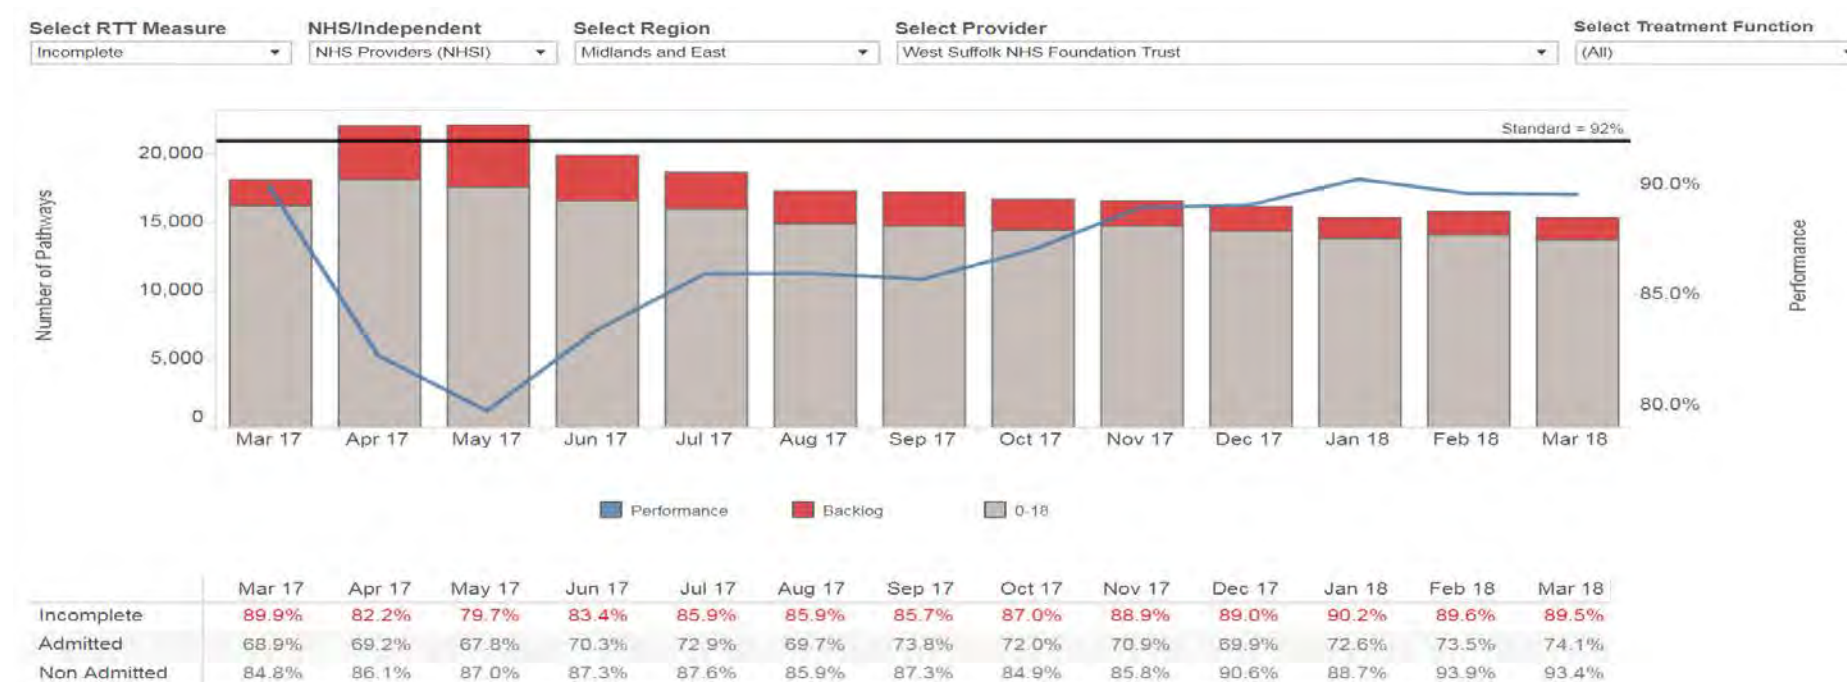 Select RTT Measure NHS/Independent Select Region Select Provider Select Treatment Function
Incomplete NHS Providers (NHSI) Midlands and East West Suffolk NHS Foundation Trust (All)
Standard = 92%
20,000
15,000
10,000
5,000
0
Number of Pathways
90.0%
85.0%
80.0%
Performance
Mar 17 Apr 17 May 17 Jun 17 Jul 17 Aug 17 Sep 17 Oct 17 Nov 17 Dec 17 Jan 18 Feb 18 Mar 18
Performance Backlog 0-18
Mar 17 Apr 17 May 17 Jun 17 Jul 17 Aug 17 Sep 17 Oct 17 Nov 17 Dec 17 Jan 18 Feb 18 Mar 18
Incomplete 89.9% 82.2% 79.7% 83.4% 85.9% 85.9% 85.7% 87.0% 88.9% 89.0% 90.2% 89.6% 89.5%
Admitted 68.9% 69.2% 67.8% 70.3% 72.9% 69.7% 73.8% 72.0% 70.9% 69.9% 72.6% 73.5% 74.1%
Non Admitted 84.8% 86.1% 87.0% 87.3% 87.6% 85.9% 87.3% 84.9% 85.8% 90.6% 88.7% 93.9% 93.4%